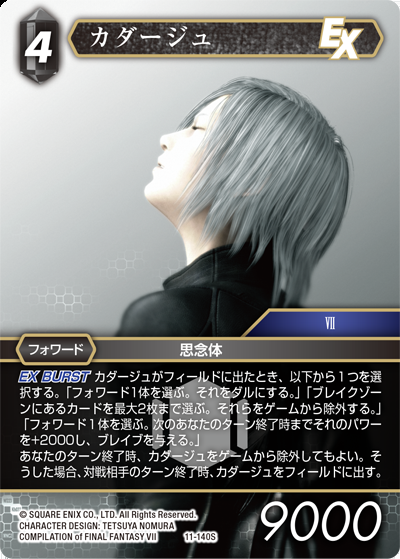 4
カダージュ
EX
VII
フォワード
思念体
EX BURST カダージュがフィールドに出たとき、以下から1つを選
択する。「フォワード1体を選ぶ。それをダルにする。」「ブレイクゾ
ーンにあるカードを最大2枚まで選ぶ。それらをゲームから除外する。」
「フォワード1体を選ぶ。次のあなたのターン終了時までそれのパワー
を+2000し、ブレイブを与える。」
あなたのターン終了時、カダージュをゲームから除外してもよい。そ
うした場合、対戦相手のターン終了時、カダージュをフィールドに出す。
© SQUARE ENIX CO., LTD. All Rights Reserved.
CHARACTER DESIGN: TETSUYA NOMURA
COMPILATION of FINAL FANTASY VII
11-140S
9000